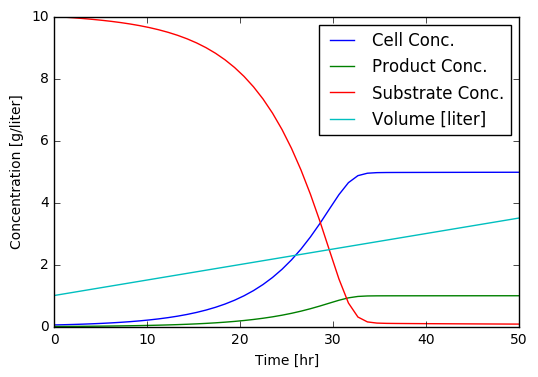 10
8
6
4
2
0
Concentration [g/liter]
Cell Conc.
Product Conc.
Substrate Conc.
Volume [liter]
0 10 20 30 40 50
Time [hr]